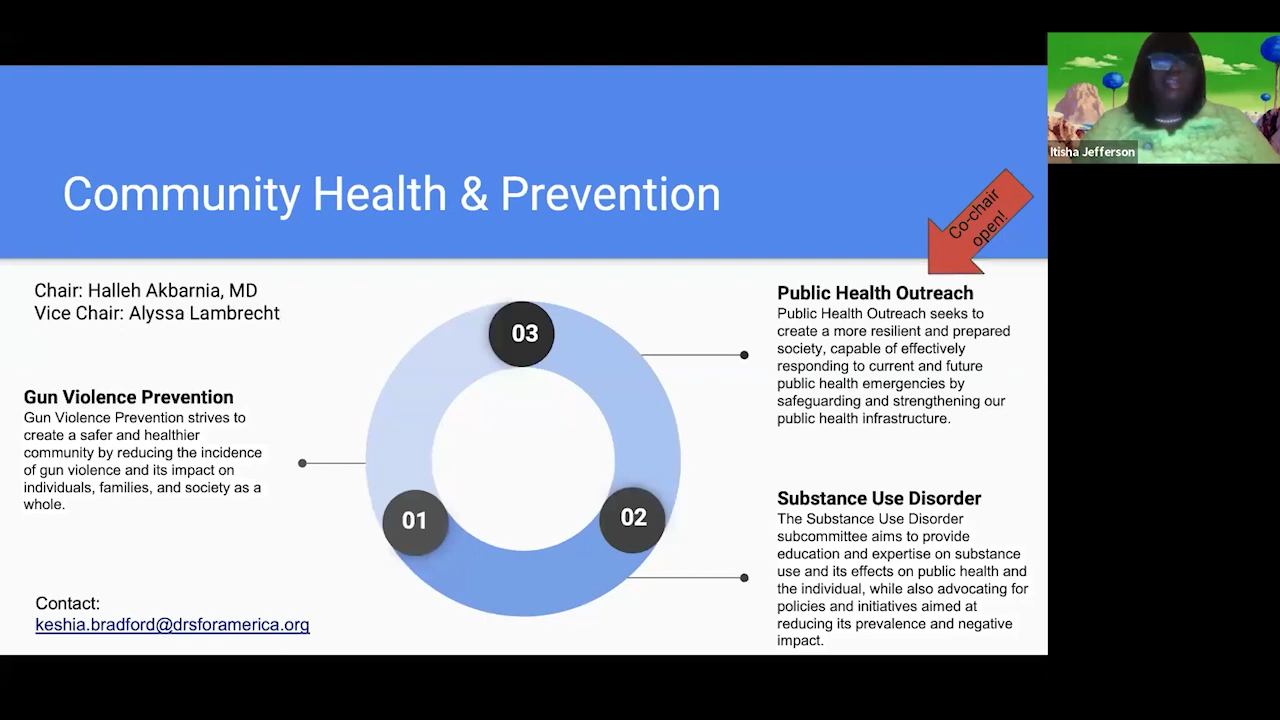 Community Health & Prevention
Itisha Jefferson
Co-chair
open!
Chair: Halleh Akbarnia, MD
Vice Chair: Alyssa Lambrecht
Gun Violence Prevention
Gun Violence Prevention strives to
create a safer and healthier
community by reducing the incidence
of gun violence and its impact on
individuals, families, and society as a
whole.
03
01
02
Public Health Outreach
Public Health Outreach seeks to
create a more resilient and prepared
society, capable of effectively
responding to current and future
public health emergencies by
safeguarding and strengthening our
public health infrastructure.
Substance Use Disorder
The Substance Use Disorder
subcommittee aims to provide
education and expertise on substance
use and its effects on public health and
the individual, while also advocating for
policies and initiatives aimed at
reducing its prevalence and negative
impact.
Contact:
keshia.bradford@drsforamerica.org